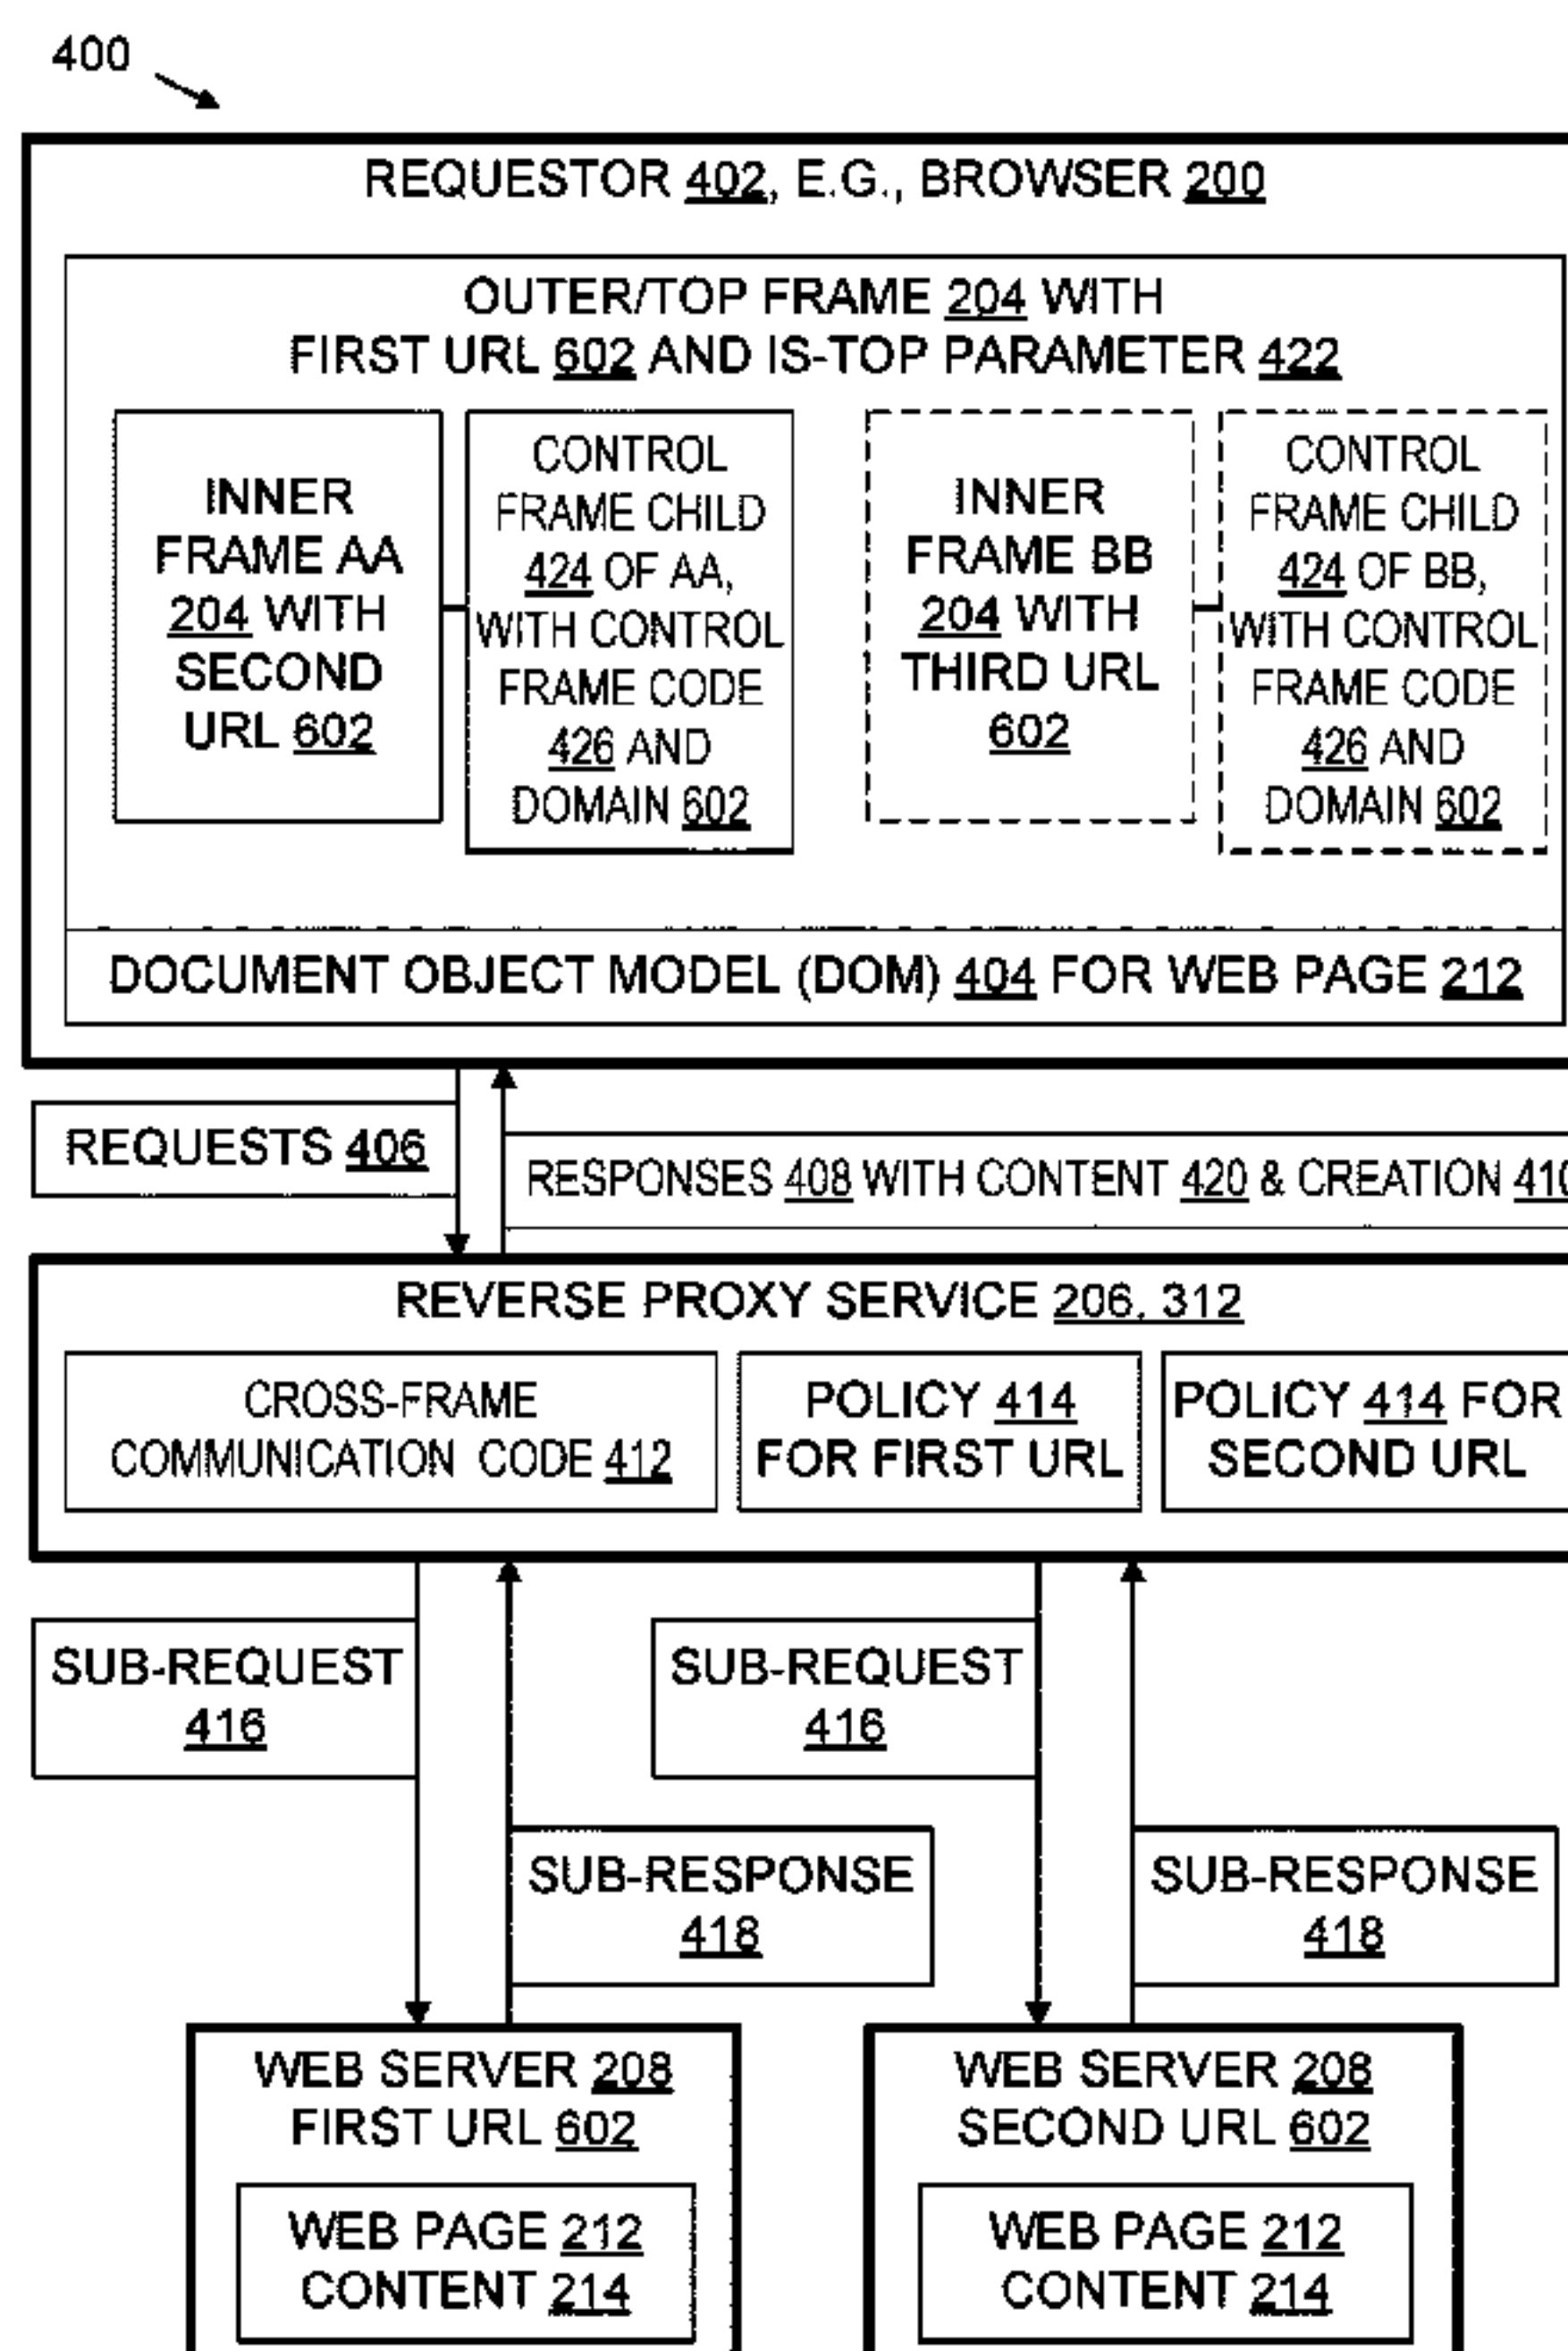 400
REQUESTOR 402, E.G., BROWSER 200
OUTER/TOP FRAME 204 WITH
FIRST URL 602 AND IS-TOP PARAMETER 422
INNER
FRAME AA
204 WITH
SECOND
URL 602
CONTROL
FRAME CHILD
424 OF AA,
WITH CONTROL
FRAME CODE
426 AND
DOMAIN 602
INNER
FRAME BB
204 WITH
THIRD URL
602
CONTROL
FRAME CHILD
424 OF BB,
WITH CONTROL
FRAME CODE
426 AND
DOMAIN 602
DOCUMENT OBJECT MODEL (DOM) 404 FOR WEB PAGE 212
REQUESTS 406
RESPONSES 408 WITH CONTENT 420 & CREATION 410
REVERSE PROXY SERVICE 206, 312
CROSS-FRAME
COMMUNICATION CODE 412
POLICY 414
FOR FIRST URL
POLICY 414 FOR
SECOND URL
SUB-REQUEST
416
SUB-REQUEST
416
SUB-RESPONSE
418
SUB-RESPONSE
418
WEB SERVER 208
FIRST URL 602
WEB PAGE 212
CONTENT 214
WEB SERVER 208
SECOND URL 602
WEB PAGE 212
CONTENT 214